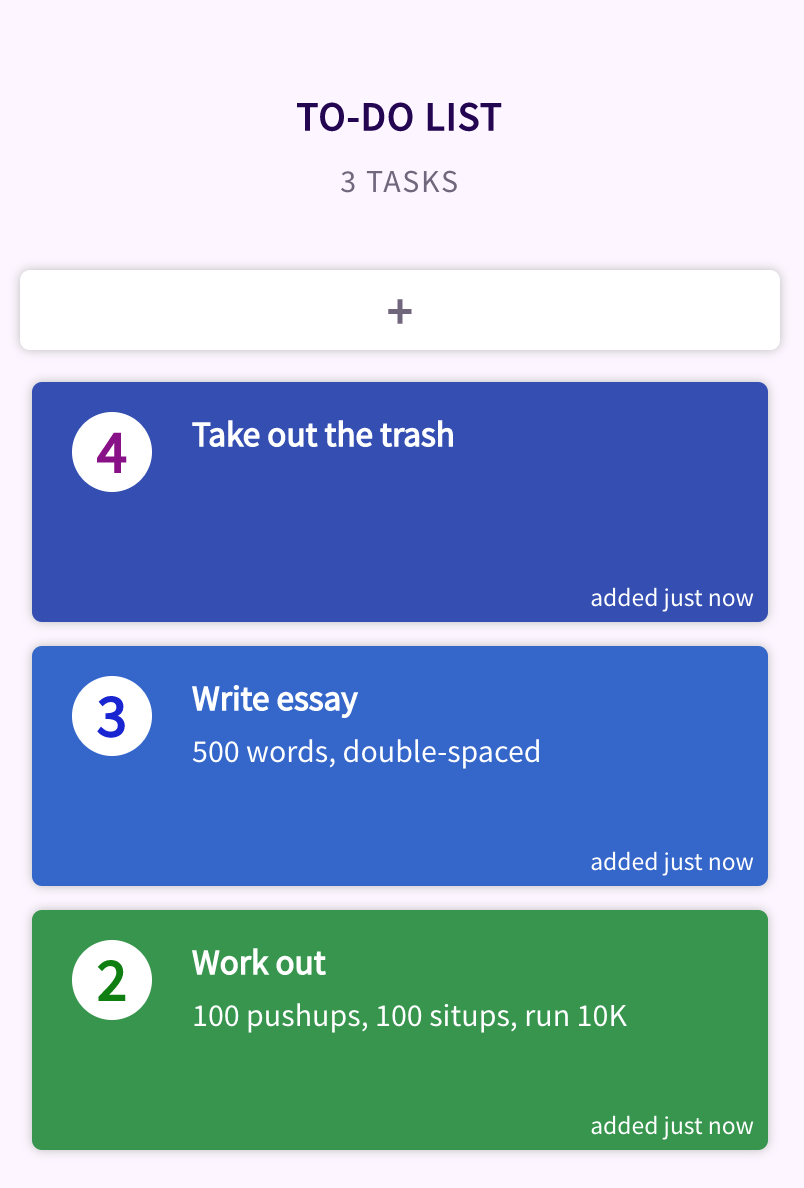 TO-DO LIST
3 TASKS
+
4
Take out the trash
added just now
3
Write essay
500 words, double-spaced
added just now
2
Work out
100 pushups, 100 situps, run 10K
added just now